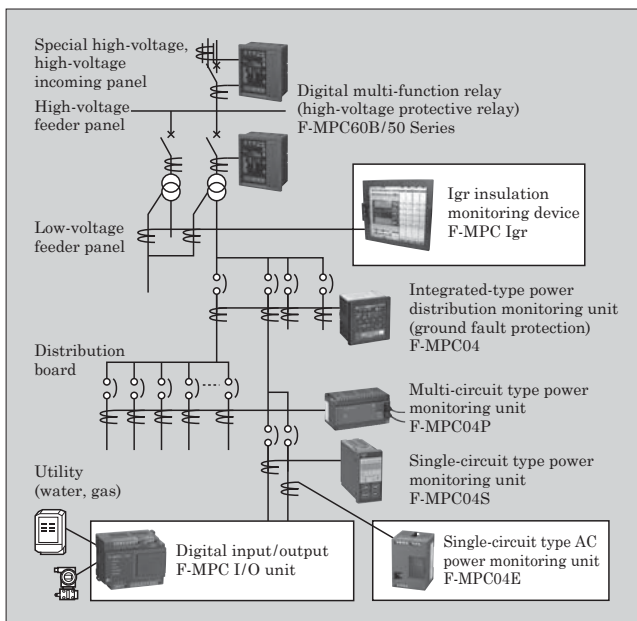 Special high-voltage,
high-voltage
incoming panel
High-voltage
feeder panel
Digital multi-function relay
(high-voltage protective relay)
F-MPC60B/50 Series
Low-voltage
feeder panel
Igr insulation
monitoring device
F-MPC Igr
Integrated-type power
distribution monitoring unit
(ground fault protection)
F-MPC04
Distribution
board
Multi-circuit type power
monitoring unit
F-MPC04P
Single-circuit type power
monitoring unit
F-MPC04S
Utility
(water, gas)
Digital input/output
F-MPC I/O unit
Single-circuit type AC
power monitoring unit
F-MPC04E